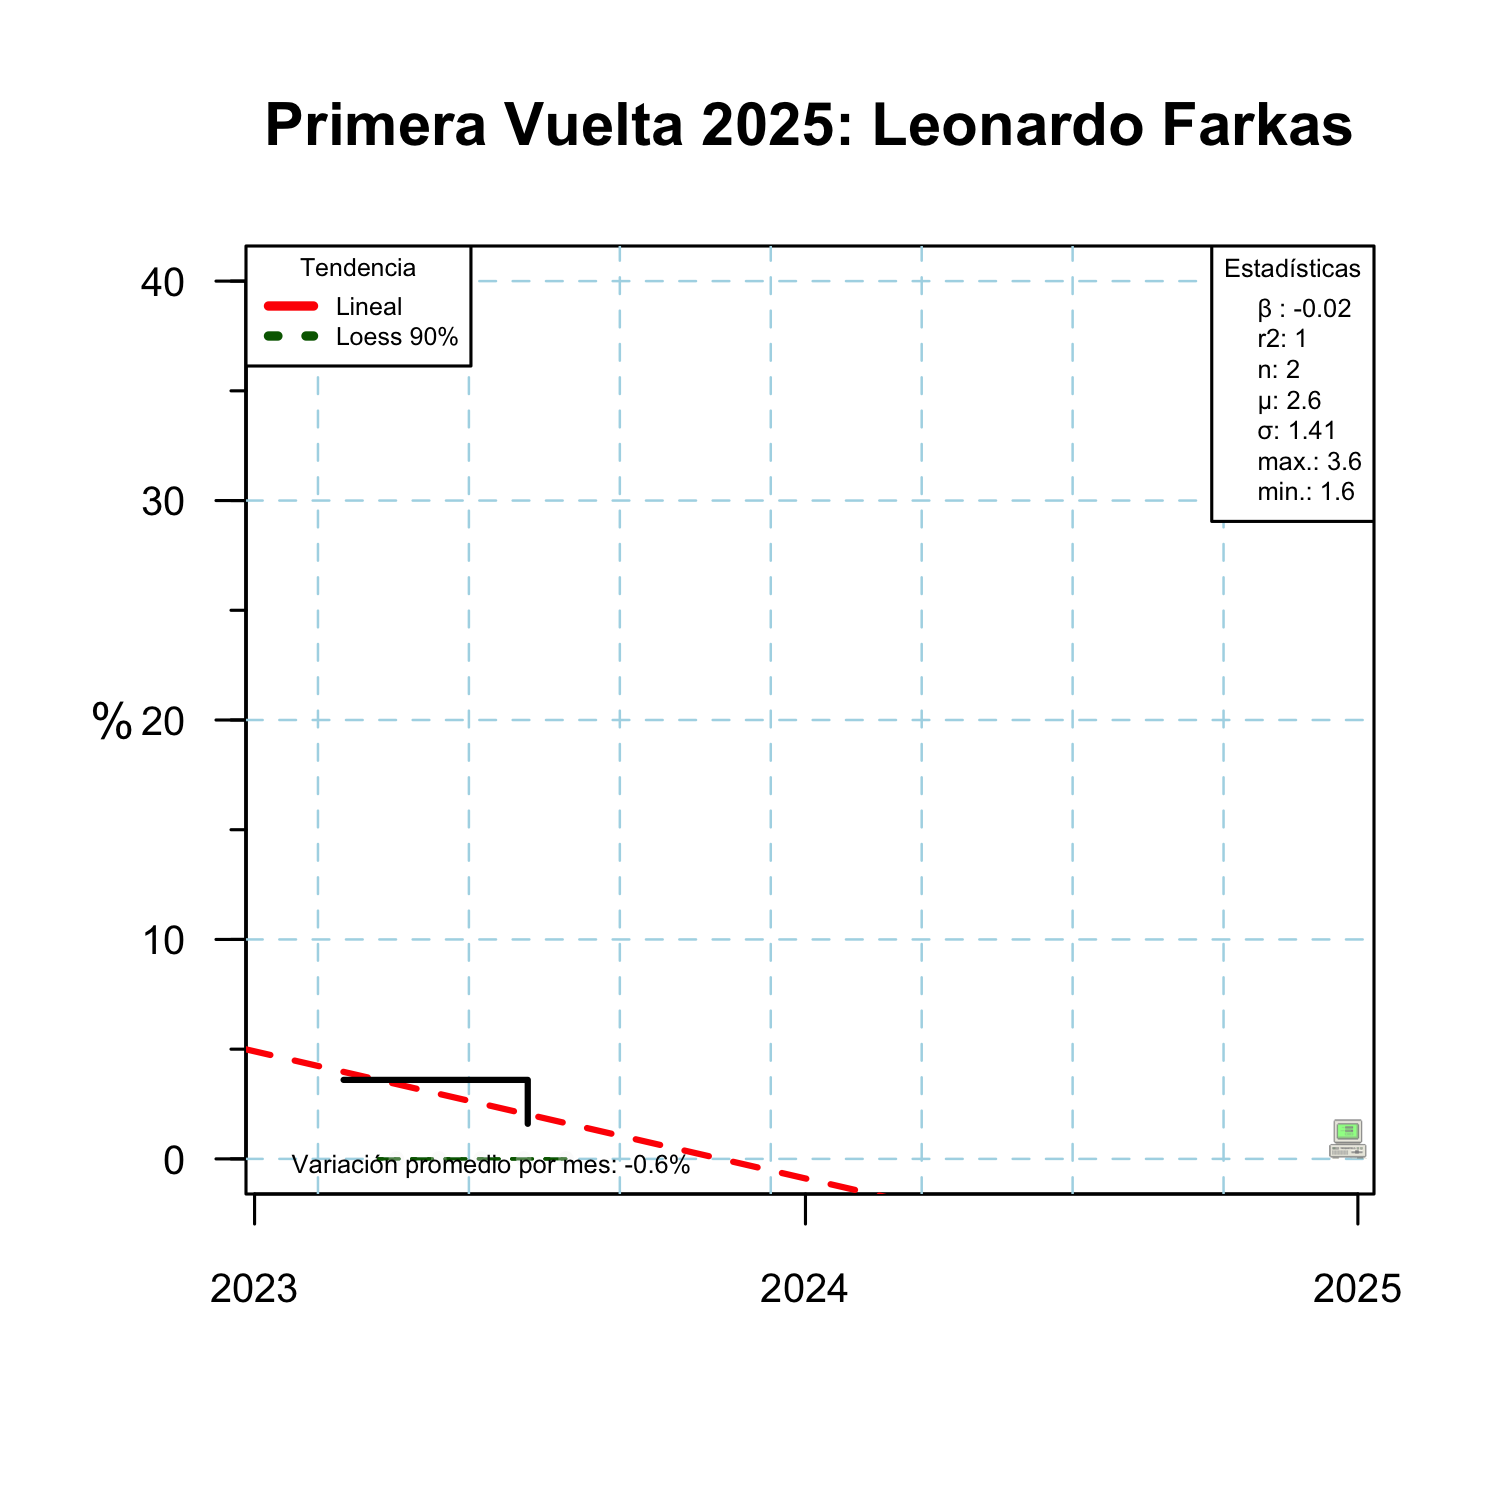 Primera Vuelta 2025: Leonardo Farkas
Tendencia
Lineal
Loess 90%
Estadísticas
β : -0.02
r2: 1
n: 2
μ: 2.6
σ: 1.41
max.: 3.6
min.: 1.6
40
30
%
20
10
0
Variación promedio por mes: -0.6%
2023
2024
2025